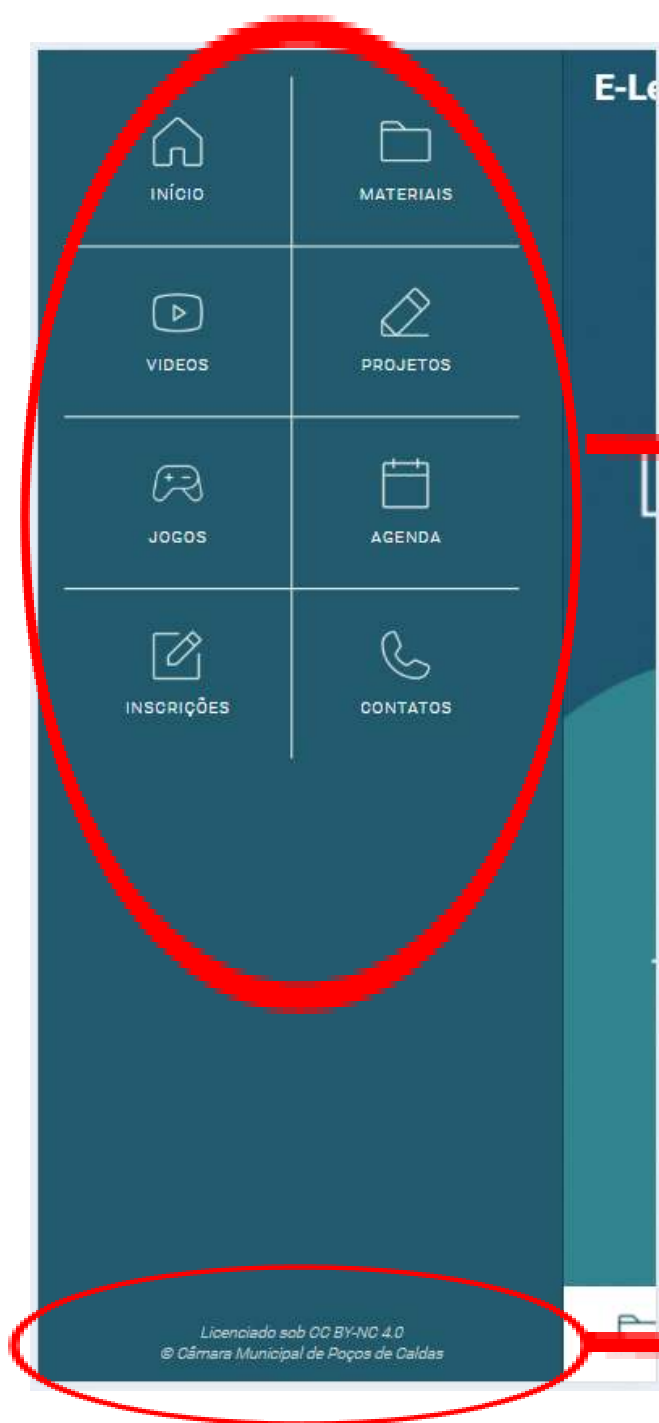 E-Le
INÍCIO
MATERIAIS
VIDEOS
PROJETOS
JOGOS
AGENDA
INSCRIÇÕES
CONTATOS
Licenciado sob CC BY-NC 4.0
© Câmara Municipal de Poços de Caldas